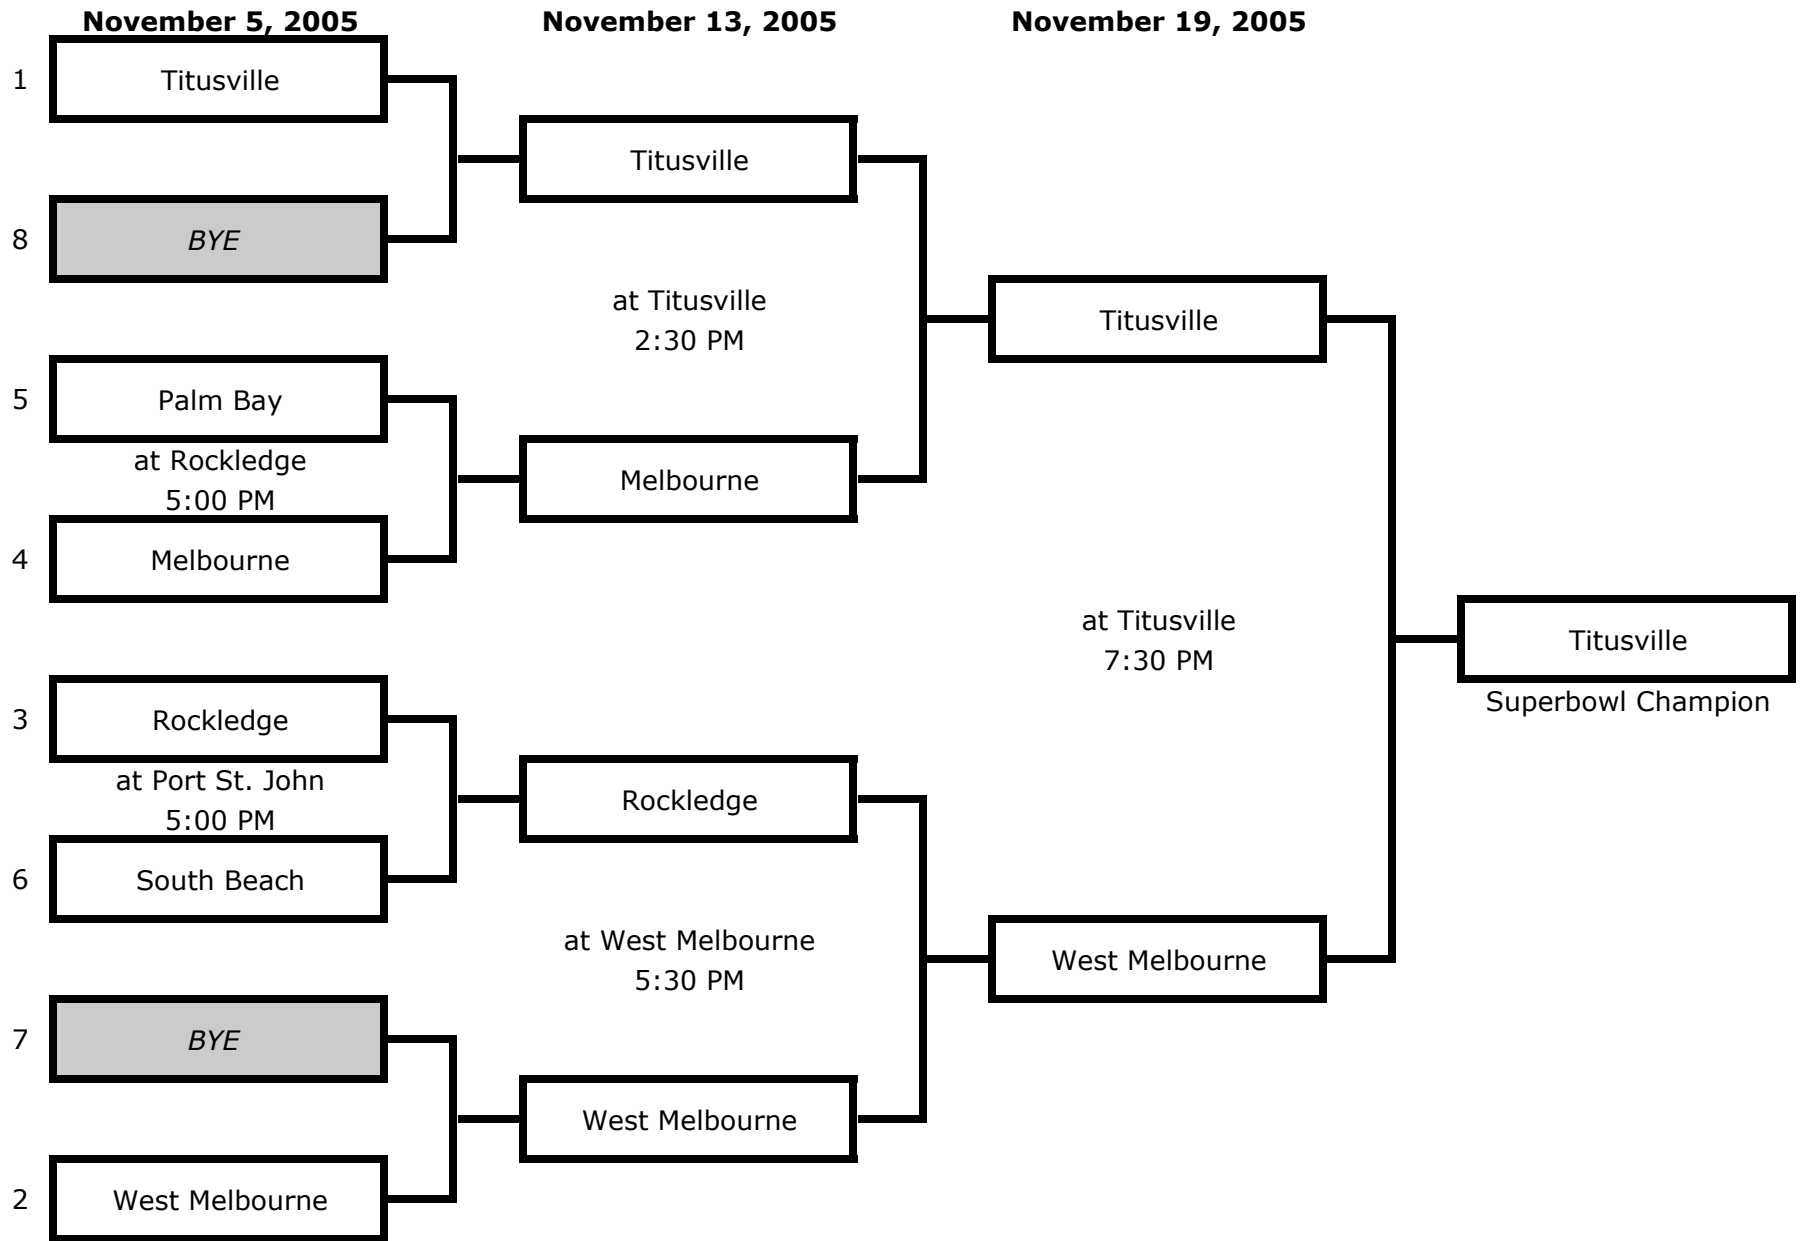 November 5, 2005 November 13, 2005 November 19, 2005
1 Titusville
Titusville
8 BYE
at Titusville
2:30 PM
Titusville
5 Palm Bay
at Rockledge
5:00 PM
Melbourne
4 Melbourne
at Titusville
7:30 PM
Titusville
Superbowl Champion
3 Rockledge
at Port St. John
5:00 PM
Rockledge
6 South Beach
at West Melbourne
5:30 PM
West Melbourne
7 BYE
West Melbourne
2 West Melbourne